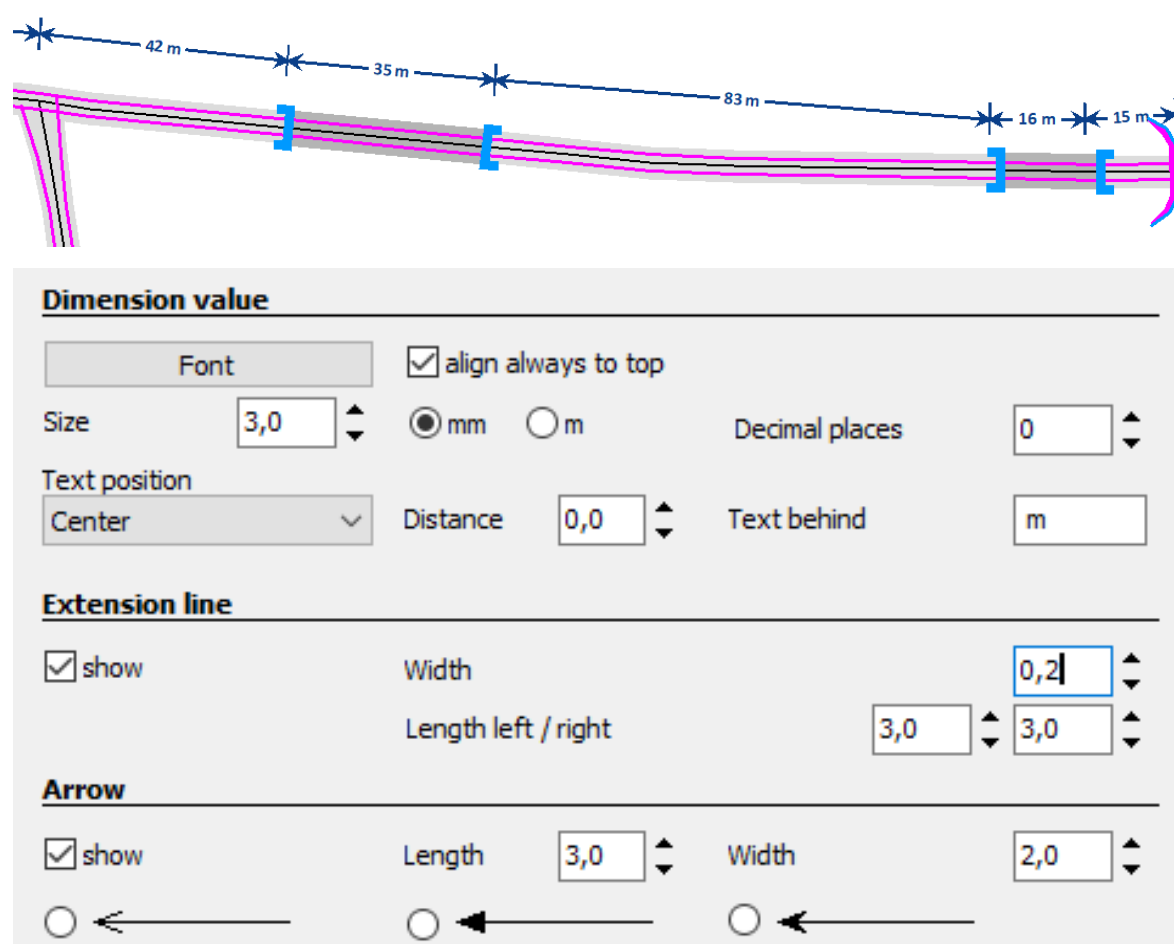 42 m
35 m
83 m
16 m
15 m
Dimension value
Font align always to top
Size 3,0 mm m Decimal places 0
Text position
Center Distance 0,0 Text behind m
Extension line
show Width 0,2
Length left / right 3,0 3,0
Arrow
show Length 3,0 Width 2,0